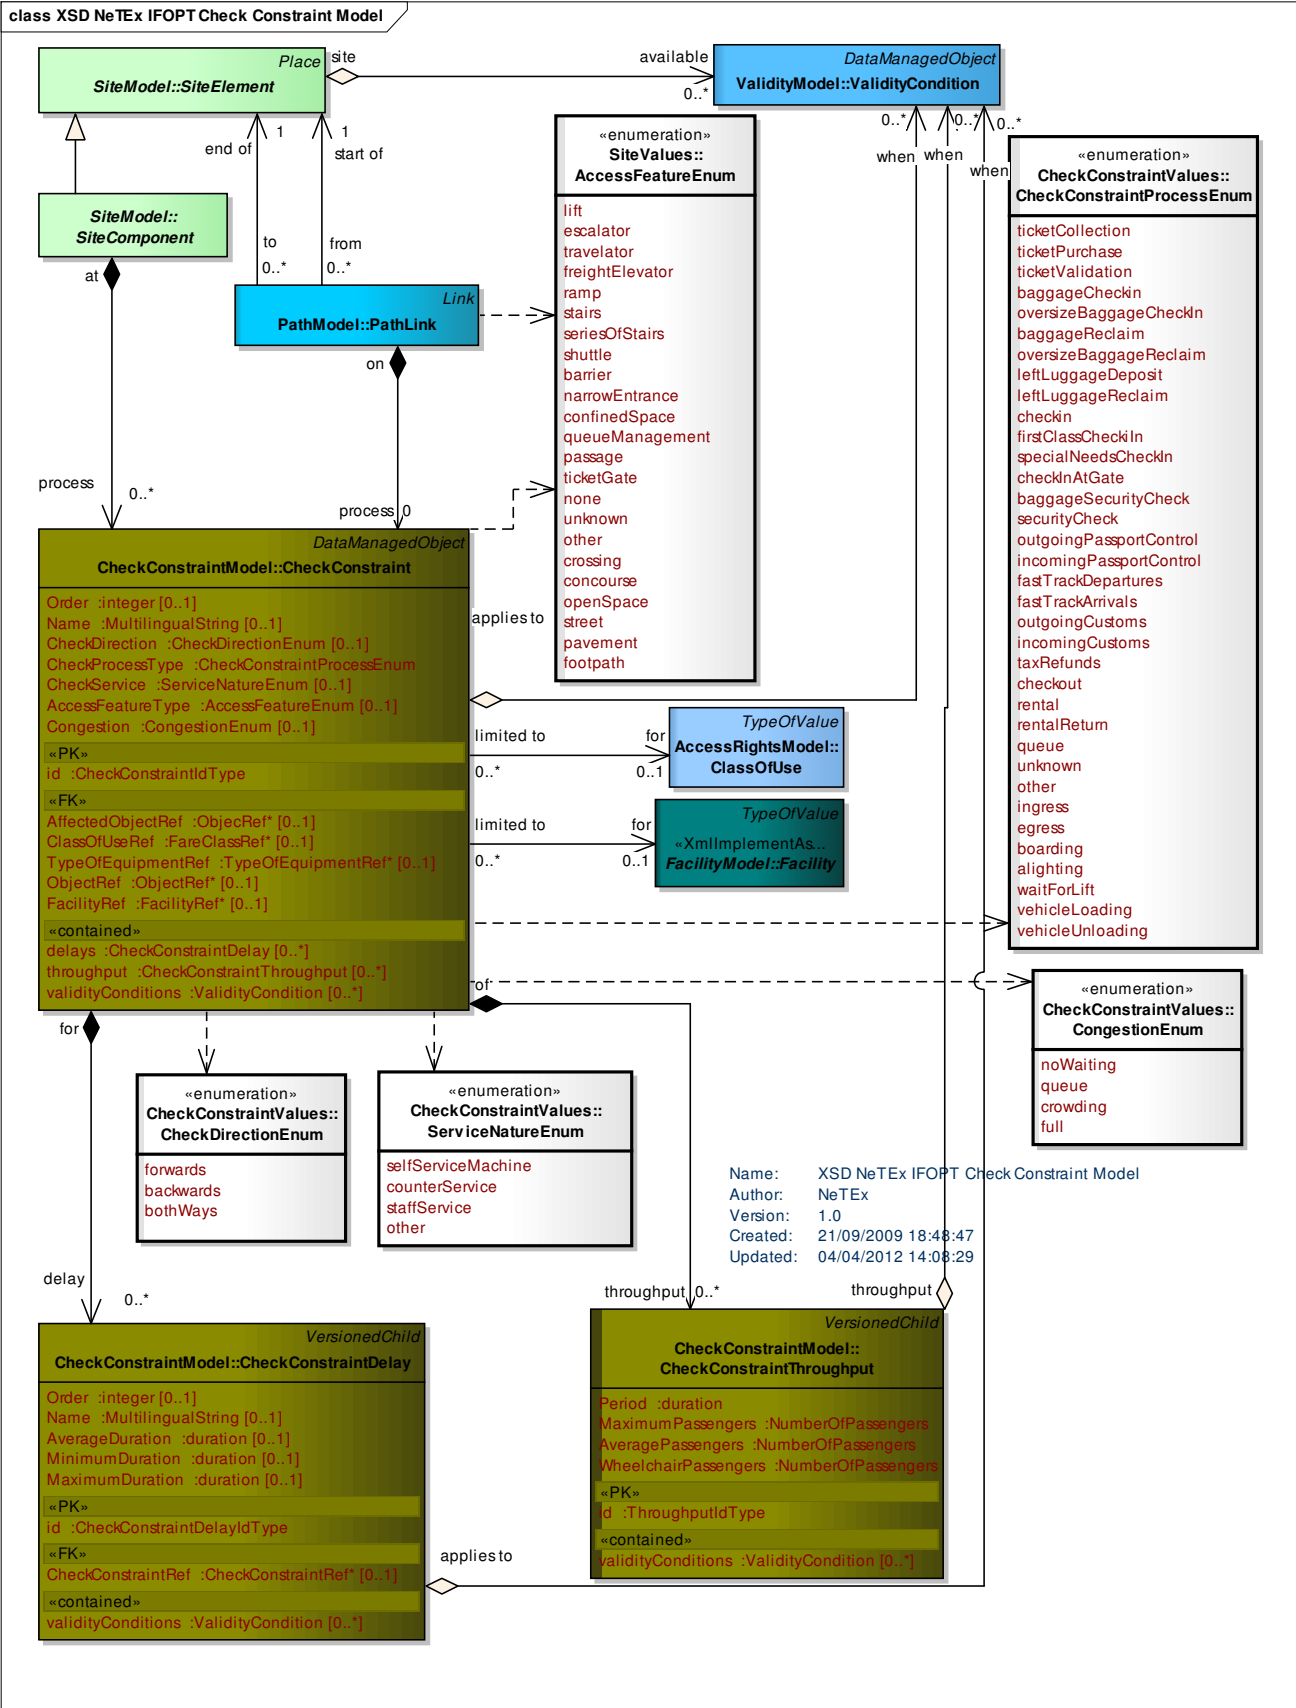 class XSD NeTEx IFOPT Check Constraint Model
Place
SiteModel::SiteElement
site
available
0..*
DataManagedObject
ValidityModel::ValidityCondition
1
end of
1
start of
SiteModel::
SiteComponent
at
to
0..*
from
0..*
Link
PathModel::PathLink
on
process
0..*
process 0
«enumeration»
SiteValues::
AccessFeatureEnum
lift
escalator
travelator
freightElevator
ramp
stairs
seriesOfStairs
shuttle
barrier
narrowEntrance
confinedSpace
queueManagement
passage
ticketGate
none
unknown
other
crossing
concourse
openSpace
street
pavement
footpath
0..*
0..*
0..*
when
when
when
«enumeration»
CheckConstraintValues::
CheckConstraintProcessEnum
ticketCollection
ticketPurchase
ticketValidation
baggageCheckin
oversizeBaggageCheckIn
baggageReclaim
oversizeBaggageReclaim
leftLuggageDeposit
leftLuggageReclaim
checkin
firstClassCheckiIn
specialNeedsCheckIn
checkInAtGate
baggageSecurityCheck
securityCheck
outgoingPassportControl
incomingPassportControl
fastTrackDepartures
fastTrackArrivals
outgoingCustoms
incomingCustoms
taxRefunds
checkout
rental
rentalReturn
queue
unknown
other
ingress
egress
boarding
alighting
waitForLift
vehicleLoading
vehicleUnloading
DataManagedObject
CheckConstraintModel::CheckConstraint
Order :integer [0..1]
Name :MultilingualString [0..1]
CheckDirection :CheckDirectionEnum [0..1]
CheckProcessType :CheckConstraintProcessEnum
CheckService :ServiceNatureEnum [0..1]
AccessFeatureType :AccessFeatureEnum [0..1]
Congestion :CongestionEnum [0..1]
«PK»
id :CheckConstraintIdType
«FK»
AffectedObjectRef :ObjecRef* [0..1]
ClassOfUseRef :FareClassRef* [0..1]
TypeOfEquipmentRef :TypeOfEquipmentRef* [0..1]
ObjectRef :ObjectRef* [0..1]
FacilityRef :FacilityRef* [0..1]
«contained»
delays :CheckConstraintDelay [0..*]
throughput :CheckConstraintThroughput [0..*]
validityConditions :ValidityCondition [0..*]
applies to
limited to
0..*
for
0..1
TypeOfValue
AccessRightsModel::
ClassOfUse
limited to
0..*
for
0..1
TypeOfValue
«XmlImplementAs...
FacilityModel::Facility
of
for
«enumeration»
CheckConstraintValues::
CongestionEnum
noWaiting
queue
crowding
full
«enumeration»
CheckConstraintValues::
CheckDirectionEnum
forwards
backwards
bothWays
«enumeration»
CheckConstraintValues::
ServiceNatureEnum
selfServiceMachine
counterService
staffService
other
Name: XSD NeTEx IFOPT Check Constraint Model
Author: NeTEx
Version: 1.0
Created: 21/09/2009 18:48:47
Updated: 04/04/2012 14:08:29
delay
0..*
throughput 0..*
throughput
VersionedChild
CheckConstraintModel::CheckConstraintDelay
Order :integer [0..1]
Name :MultilingualString [0..1]
AverageDuration :duration [0..1]
MinimumDuration :duration [0..1]
MaximumDuration :duration [0..1]
«PK»
id :CheckConstraintDelayIdType
«FK»
CheckConstraintRef :CheckConstraintRef* [0..1]
«contained»
validityConditions :ValidityCondition [0..*]
applies to
VersionedChild
CheckConstraintModel::
CheckConstraintThroughput
Period :duration
MaximumPassengers :NumberOfPassengers
AveragePassengers :NumberOfPassengers
WheelchairPassengers :NumberOfPassengers
«PK»
id :ThroughputIdType
«contained»
validityConditions :ValidityCondition [0..*]